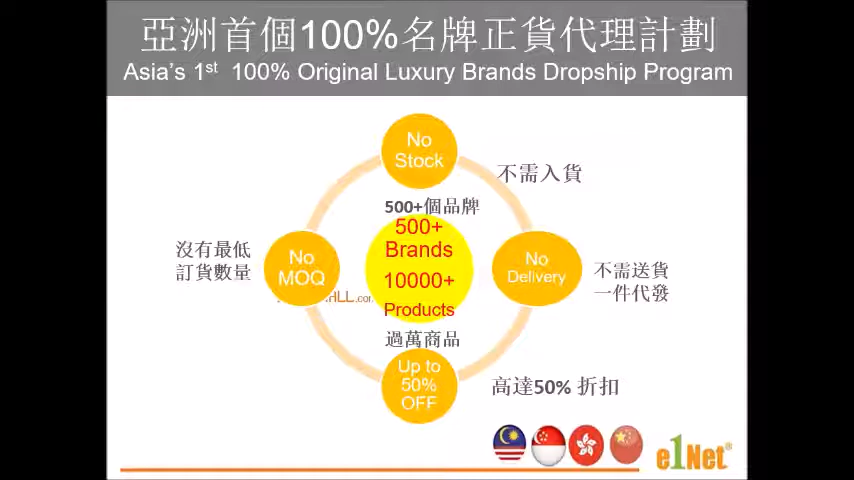 亞洲首個100%名牌正貨代理計劃
Asia's 1st 100% Original Luxury Brands Dropship Program
No
Stock
不需入貨
500+個品牌
500+
Brands
10000+
Products
過萬商品
沒有最低
訂貨數量
No
MOQ
No
Delivery
不需送貨
一件代發
ALL.com
Up to
50%
OFF
高達50% 折扣
e1Net®